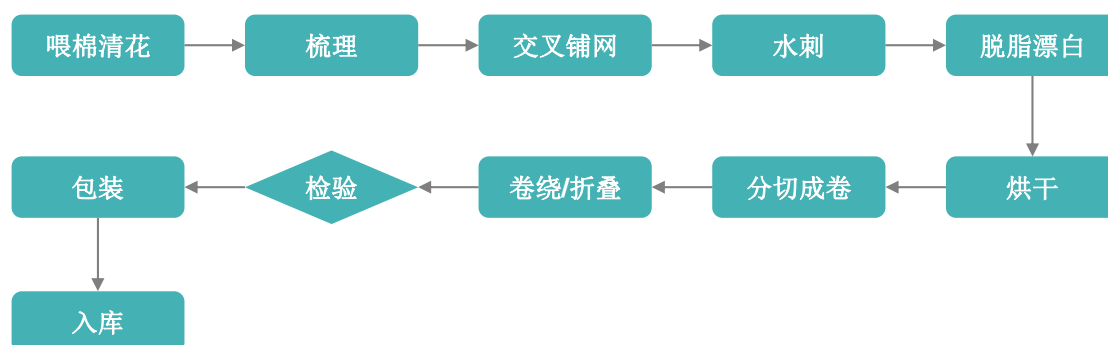 喂棉清花
梳理
交叉铺网
水刺
脱脂漂白
烘干
分切成卷
卷绕/折叠
检验
包装
入库